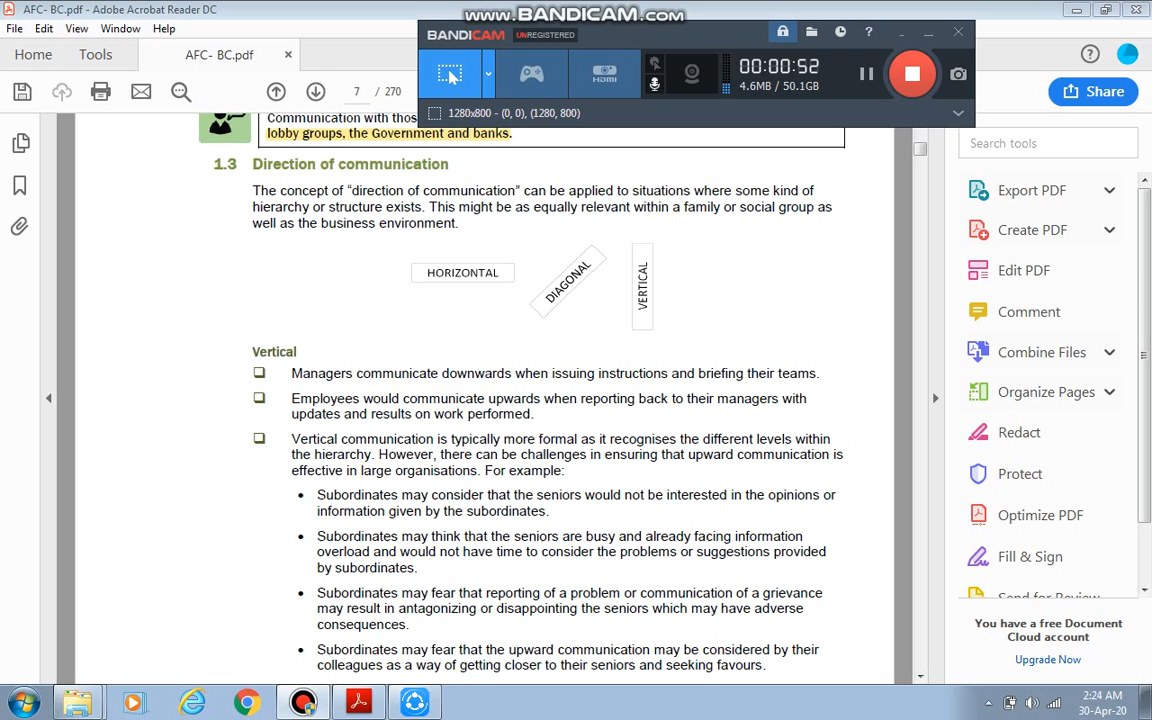 AFC- BC.pdf - Adobe Acrobat Reader DC
www.BANDICAM.com
File Edit View Window Help
BANDICAM UNREGISTERED
Home Tools AFC- BC.pdf ×
HDMI
00:00:52
4.6MB / 50.1GB
7 / 270
Share
1280x800 - (0, 0), (1280, 800)
Communication with thos
lobby groups, the Government and banks.
1.3 Direction of communication
The concept of “direction of communication” can be applied to situations where some kind of
hierarchy or structure exists. This might be as equally relevant within a family or social group as
well as the business environment.
HORIZONTAL
DIAGONAL
VERTICAL
Vertical
Managers communicate downwards when issuing instructions and briefing their teams.
Employees would communicate upwards when reporting back to their managers with
updates and results on work performed.
Vertical communication is typically more formal as it recognises the different levels within
the hierarchy. However, there can be challenges in ensuring that upward communication is
effective in large organisations. For example:
• Subordinates may consider that the seniors would not be interested in the opinions or
information given by the subordinates.
• Subordinates may think that the seniors are busy and already facing information
overload and would not have time to consider the problems or suggestions provided
by subordinates.
• Subordinates may fear that reporting of a problem or communication of a grievance
may result in antagonizing or disappointing the seniors which may have adverse
consequences.
• Subordinates may fear that the upward communication may be considered by their
colleagues as a way of getting closer to their seniors and seeking favours.
Search tools
Export PDF
Create PDF
Edit PDF
Comment
Combine Files
Organize Pages
Redact
Protect
Optimize PDF
Fill & Sign
Send for Review
You have a free Document
Cloud account
Upgrade Now
2:24 AM
30-Apr-20